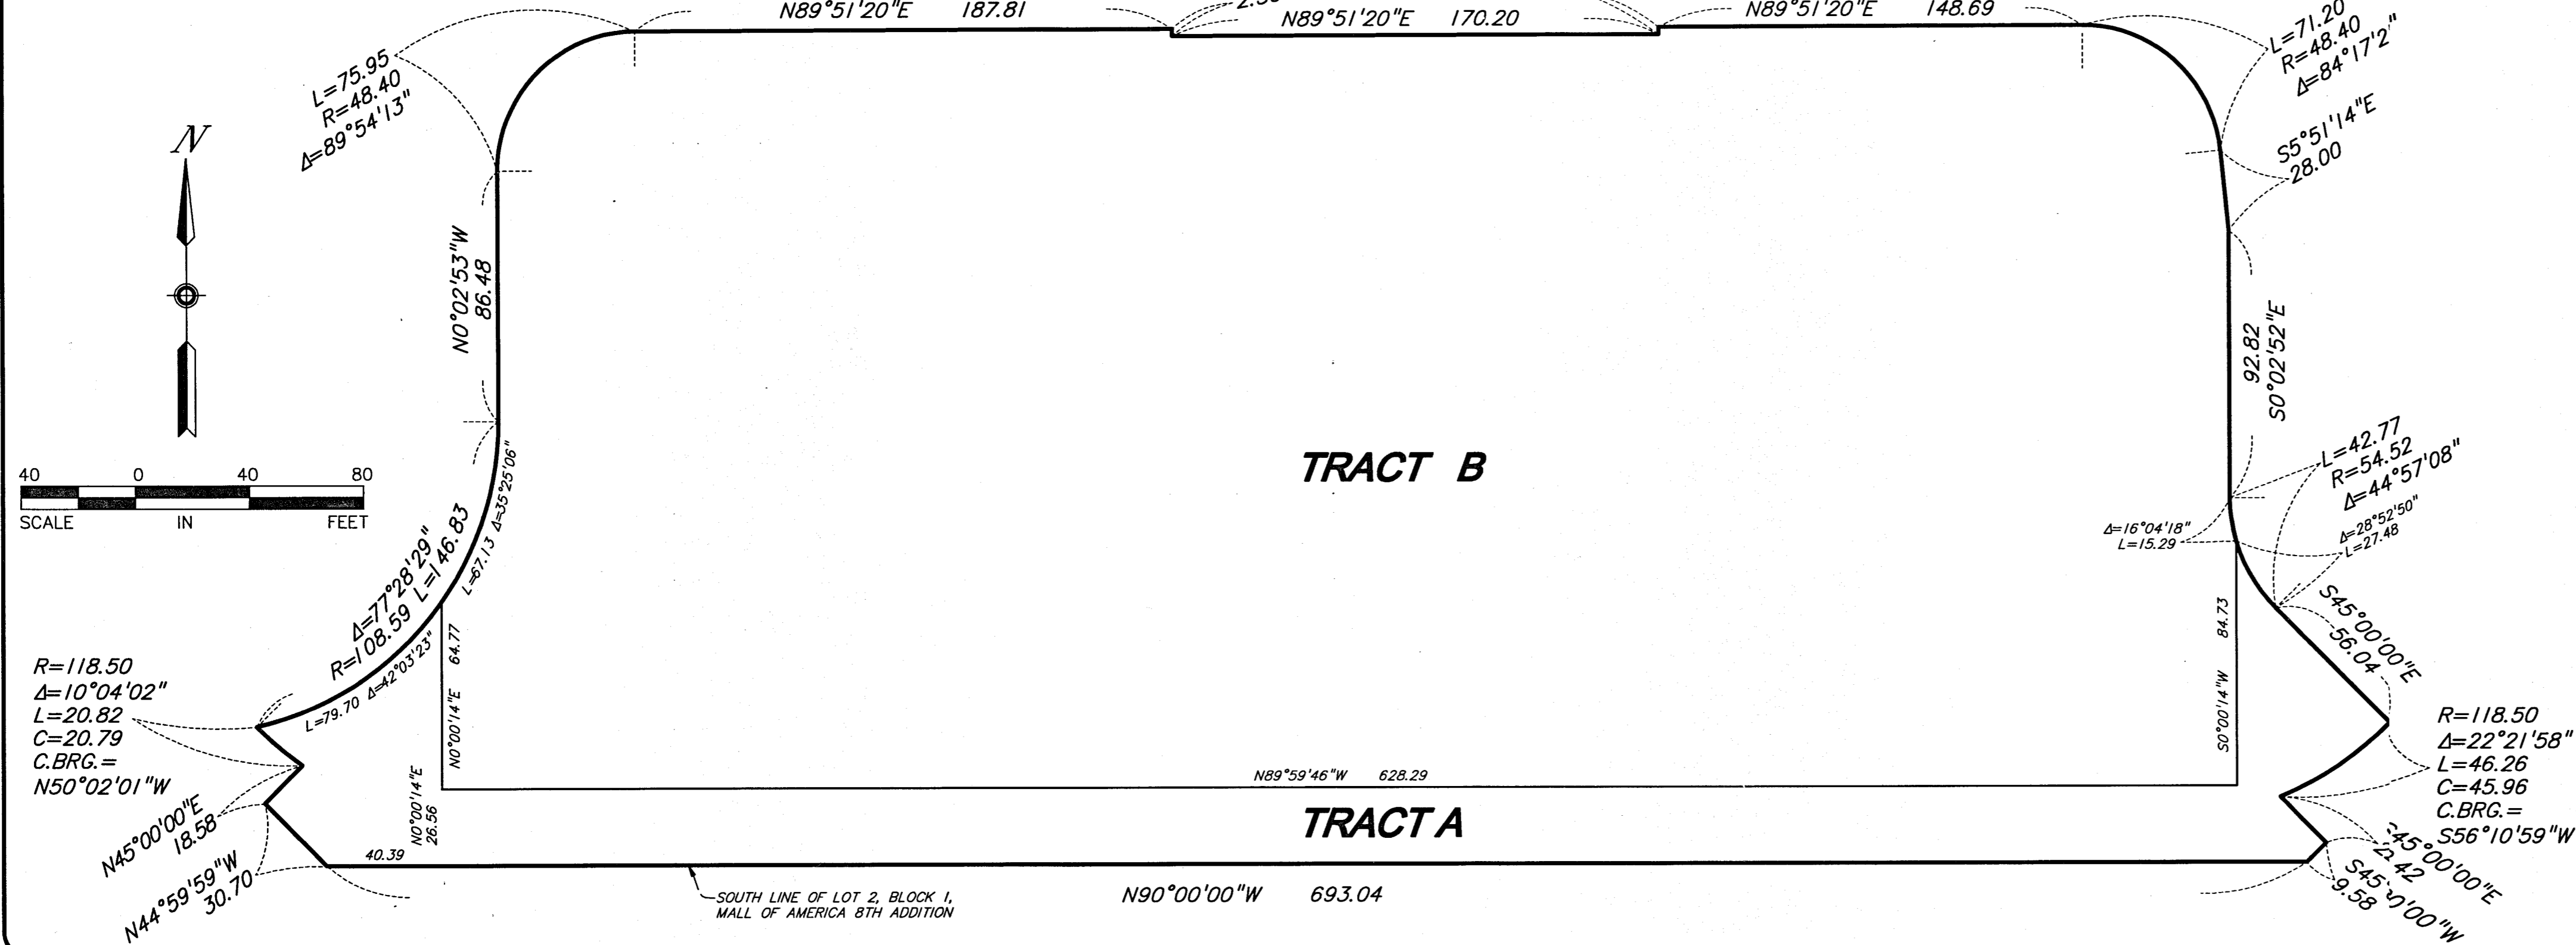 N89°51'20"E 187.81
N89°51'20"E 170.20
N89°51'20"E 148.69
L=75.95
R=48.40
Δ=89°54'13"
L=71.20
R=48.40
Δ=84°17'2"
S5°51'14"E
28.00
N
N0°02'53"W
86.48
92.82
S0°02'52"E
40 0 40 80
SCALE IN FEET
TRACT B
L=42.77
R=54.52
Δ=44°57'08"
Δ=28°52'50"
L=27.48
Δ=16°04'18"
L=15.29
Δ=77°28'29"
R=108.59 L=146.83
L=67.13 Δ=35°25'06"
L=79.70 Δ=42°03'23"
N0°00'14"E 64.77
S0°00'14"W 84.73
S45°00'00"E
56.04
R=118.50
Δ=10°04'02"
L=20.82
C=20.79
C.BRG.=
N50°02'01"W
R=118.50
Δ=22°21'58"
L=46.26
C=45.96
C.BRG.=
S56°10'59"W
N89°59'46"W 628.29
TRACT A
N0°00'14"E
26.56
N45°00'00"E
18.58
N44°59'59"W
30.70
40.39
SOUTH LINE OF LOT 2, BLOCK 1,
MALL OF AMERICA 8TH ADDITION
N90°00'00"W 693.04
45°00'00"E
42
9.58